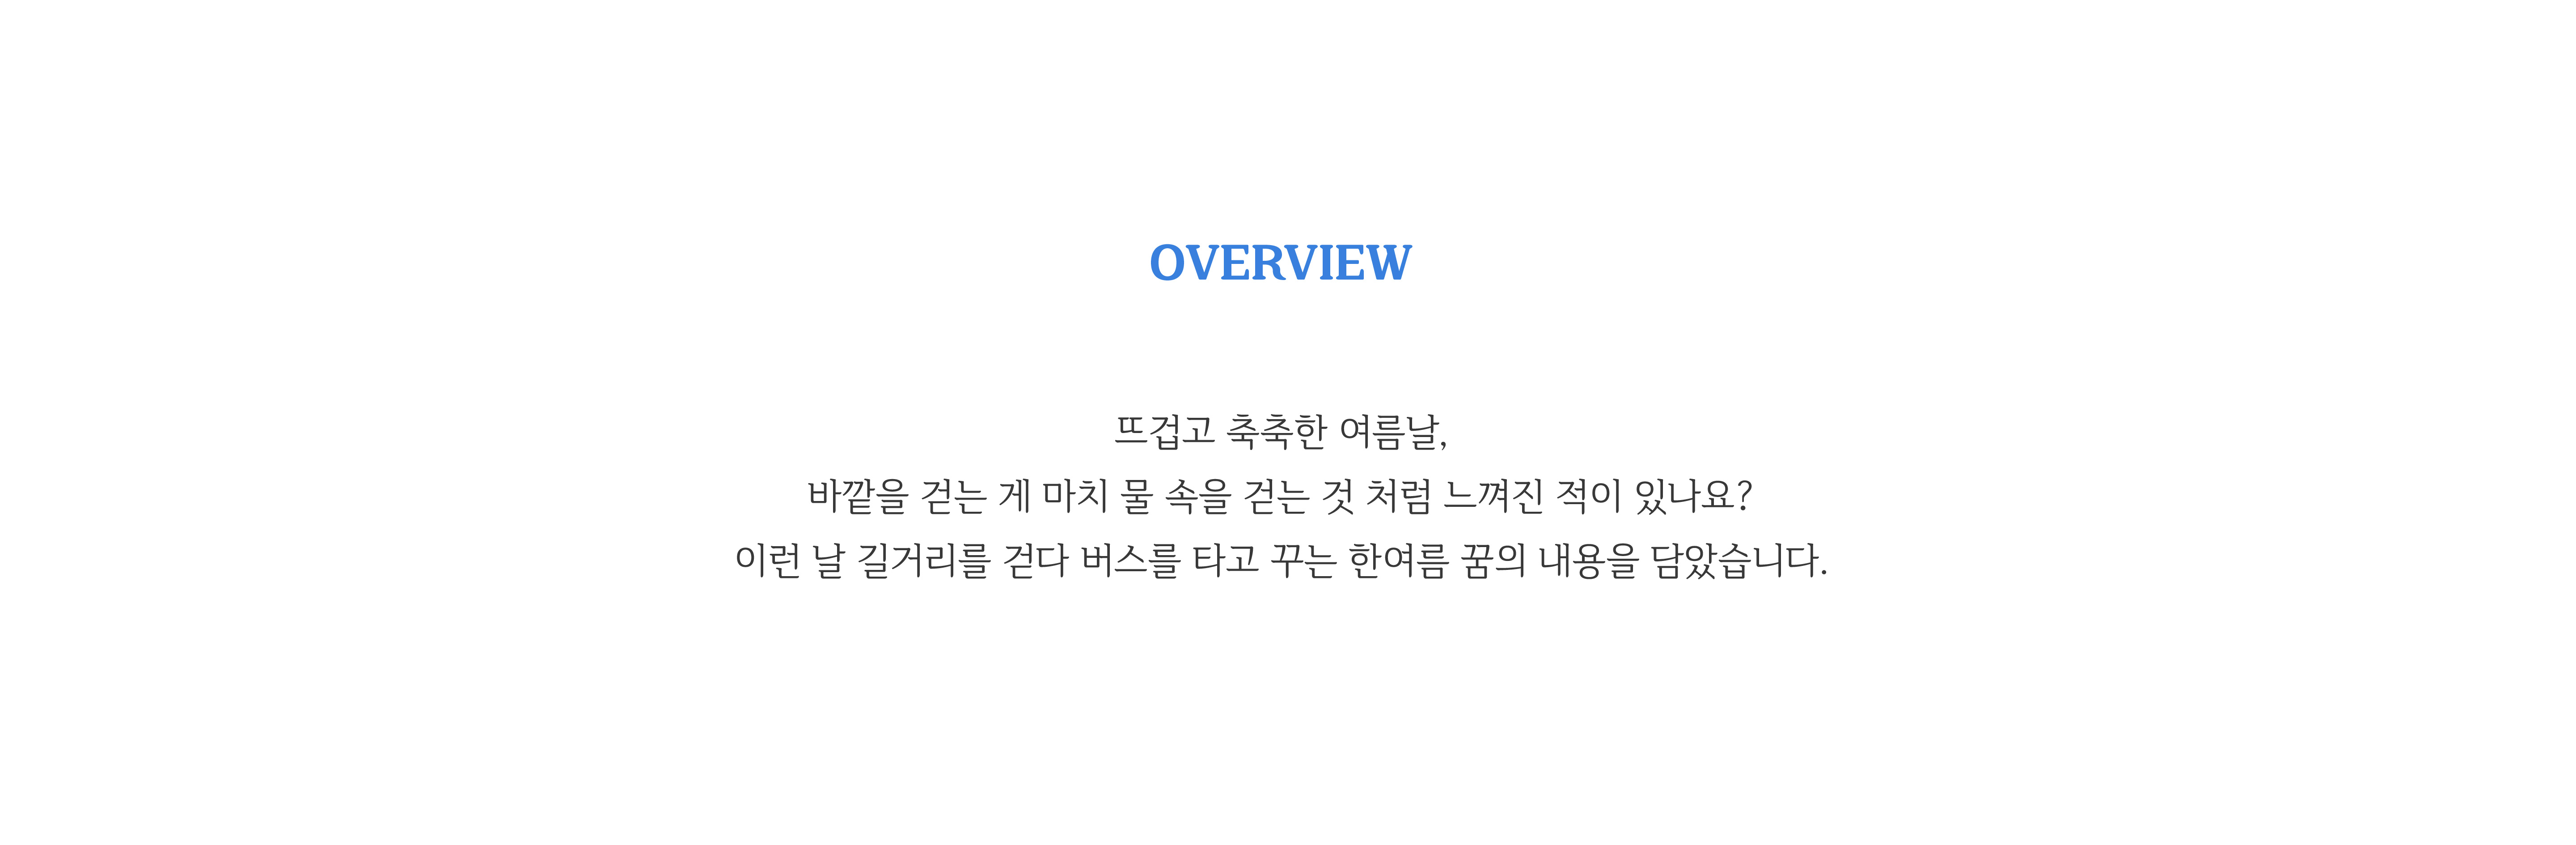 OVERVIEW
뜨겁고 축축한 여름날,
바깥을 걷는 게 마치 물 속을 걷는 것 처럼 느껴진 적이 있나요?
이런 날 길거리를 걷다 버스를 타고 꾸는 한여름 꿈의 내용을 담았습니다.